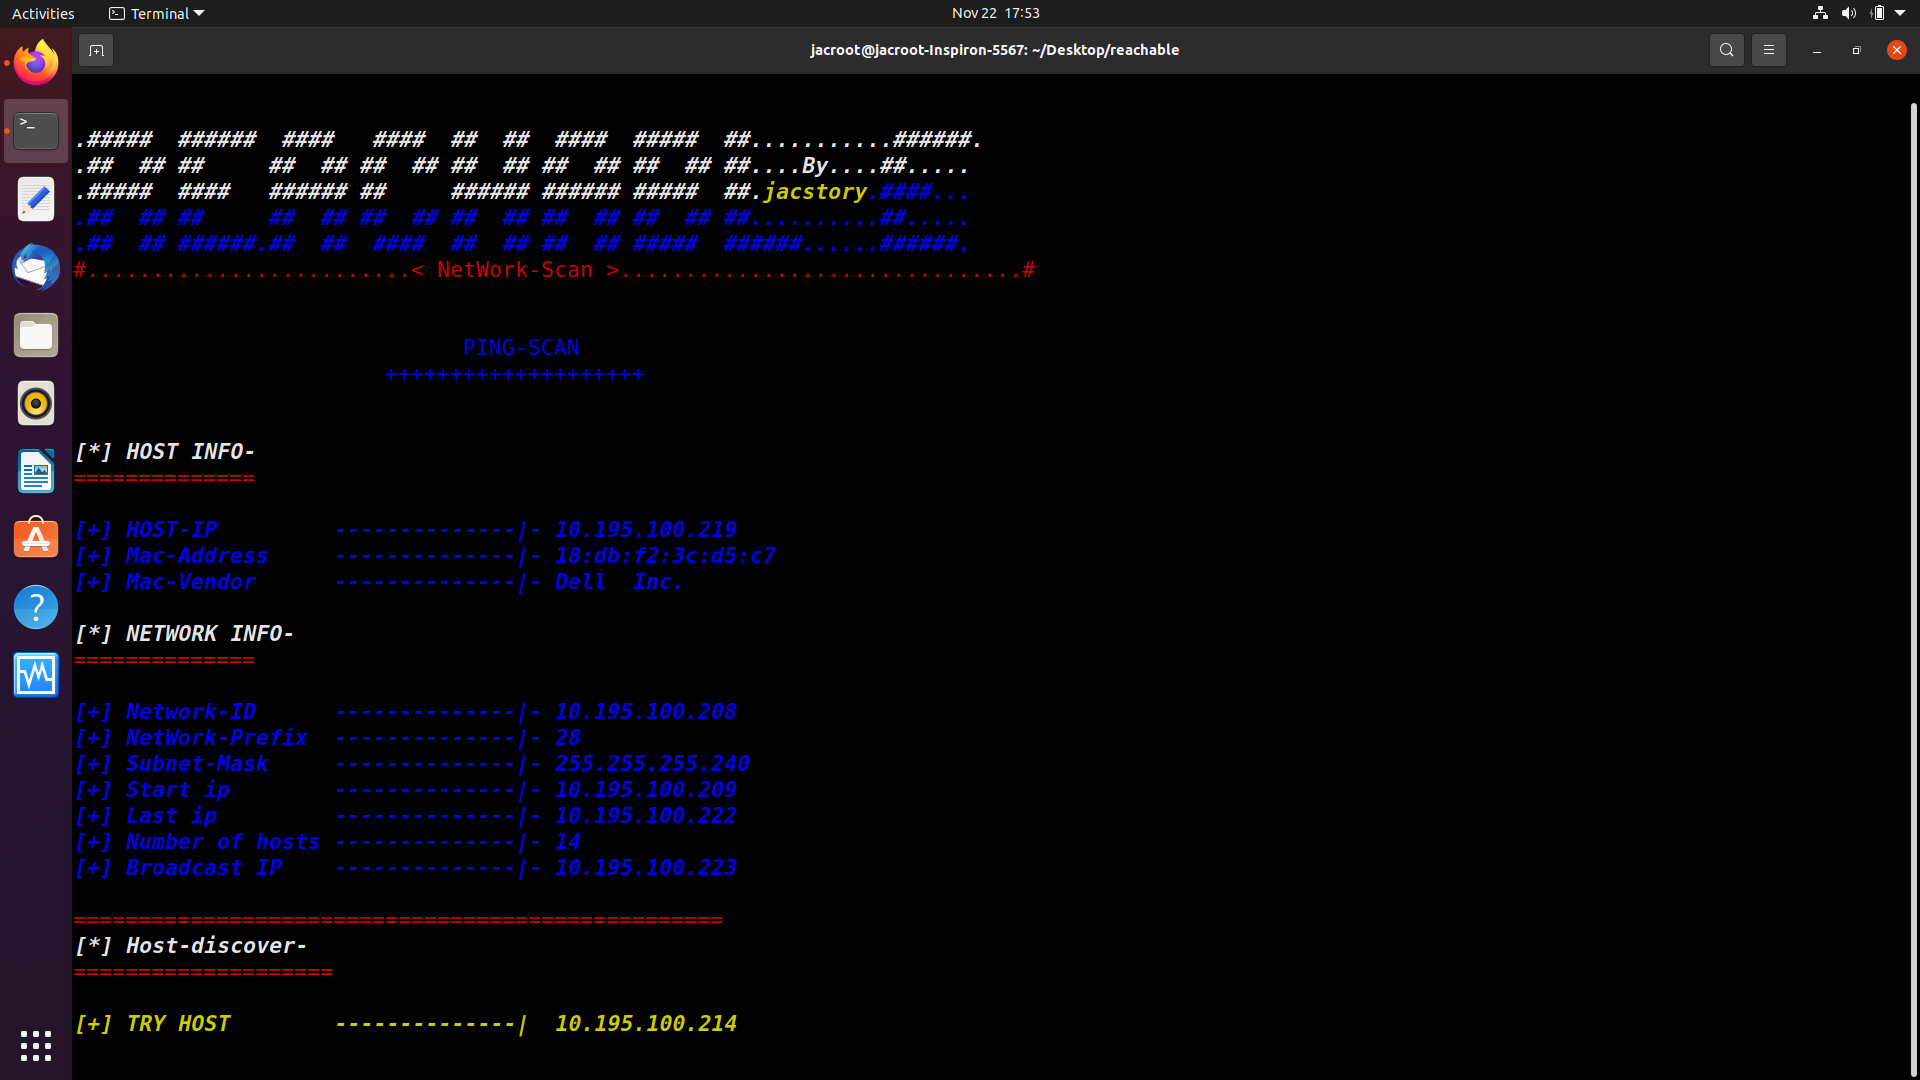 Activities
Terminal
Nov 22 17:53
jacroot@jacroot-Inspiron-5567: ~/Desktop/reachable
.#####  ######  ####   ####  ##  ##  ####  #####  ##...........######.
.##  ## ##     ##  ## ##  ## ##  ## ##  ## ##  ## ##....By....##.....
.#####  ####   ###### ##     ###### ###### #####  ##.jacstory.####...
.##  ## ##     ##  ## ##  ## ##  ## ##  ## ##  ## ##..........##.....
.##  ## ######.##  ##  ####  ##  ## ##  ## #####  ######......######.
#.........................< NetWork-Scan >...............................#
PING-SCAN
++++++++++++++++++++
[*] HOST INFO-
==============
[+] HOST-IP         --------------|- 10.195.100.219
[+] Mac-Address     --------------|- 18:db:f2:3c:d5:c7
[+] Mac-Vendor      --------------|- Dell  Inc.
[*] NETWORK INFO-
==============
[+] Network-ID      --------------|- 10.195.100.208
[+] NetWork-Prefix  --------------|- 28
[+] Subnet-Mask     --------------|- 255.255.255.240
[+] Start ip        --------------|- 10.195.100.209
[+] Last ip         --------------|- 10.195.100.222
[+] Number of hosts --------------|- 14
[+] Broadcast IP    --------------|- 10.195.100.223
==================================================
[*] Host-discover-
====================
[+] TRY HOST        --------------|  10.195.100.214